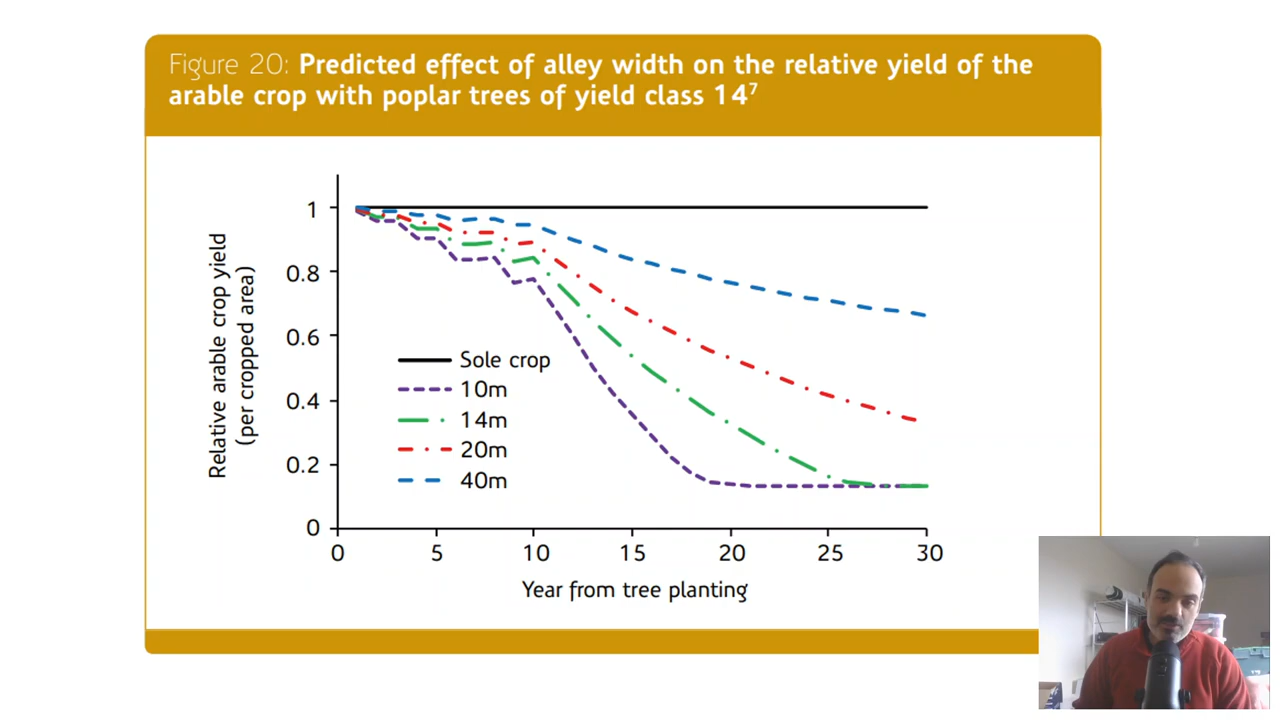 Figure 20: Predicted effect of alley width on the relative yield of the
arable crop with poplar trees of yield class 14⁷
Relative arable crop yield
(per cropped area)
1
0.8
0.6
0.4
0.2
0
Sole crop
10m
14m
20m
40m
0 5 10 15 20 25 30
Year from tree planting